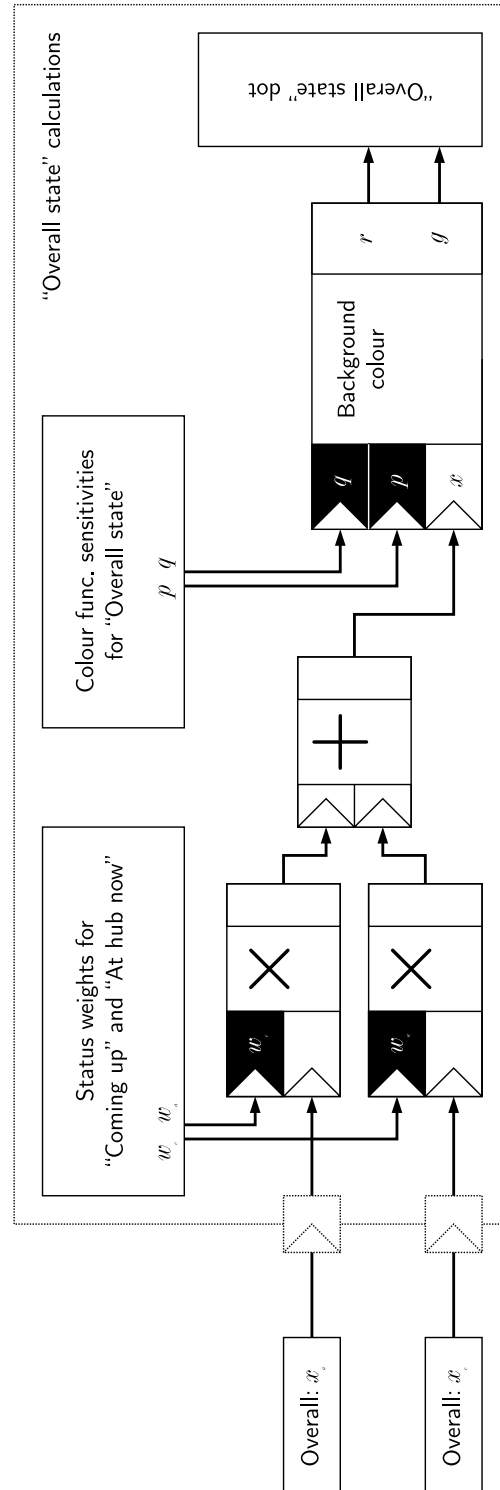 “Overall state” calculations
Status weights for
“Coming up” and “At hub now”
w w
Colour func. sensitivities
for “Overall state”
p q
Overall: x
w
×
Overall: x
w
×
+
q
p
x
Background
colour
r
g
“Overall state” dot